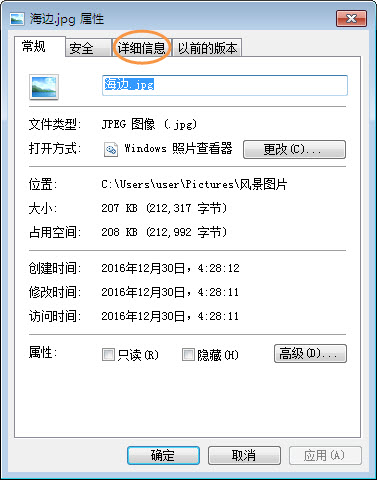 海边.jpg 属性
常规 安全 详细信息 以前的版本
海边.jpg
文件类型: JPEG 图像 (.jpg)
打开方式: Windows 照片查看器 更改(C)...
位置: C:\Users\user\Pictures\风景图片
大小: 207 KB (212,317 字节)
占用空间: 208 KB (212,992 字节)
创建时间: 2016年12月30日，4:28:12
修改时间: 2016年12月30日，4:28:11
访问时间: 2016年12月30日，4:28:11
属性: 只读(R) 隐藏(H) 高级(D)...
确定 取消 应用(A)